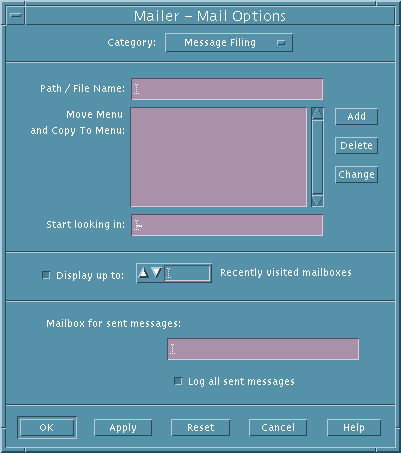 Mailer – Mail Options
Category: Message Filing
Path / File Name:
Move Menu
and Copy To Menu:
Add
Delete
Change
Start looking in:
Display up to: Recently visited mailboxes
Mailbox for sent messages:
Log all sent messages
OK Apply Reset Cancel Help